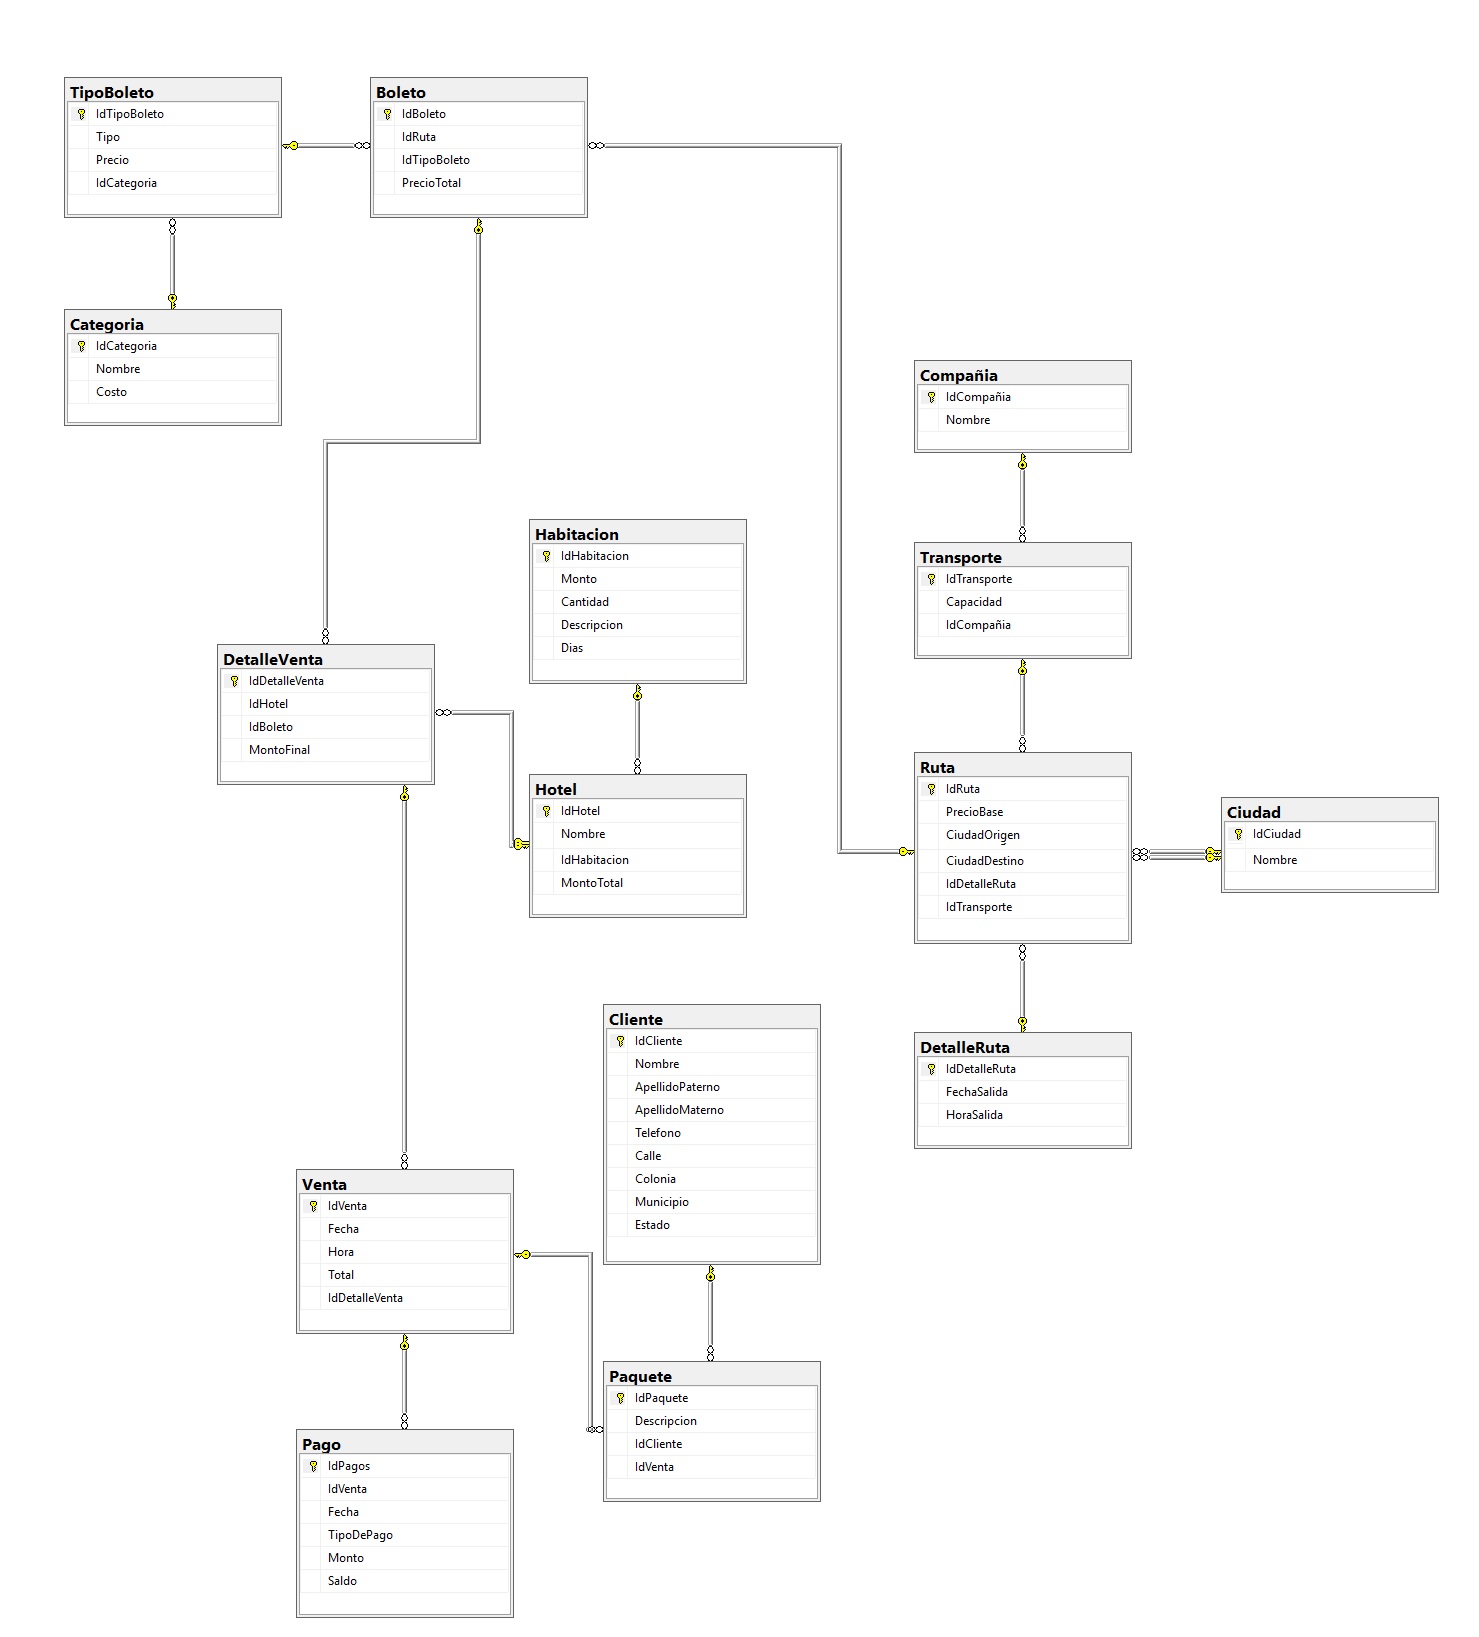 TipoBoleto
IdTipoBoleto
Tipo
Precio
IdCategoria
Boleto
IdBoleto
IdRuta
IdTipoBoleto
PrecioTotal
Categoria
IdCategoria
Nombre
Costo
Compañia
IdCompañia
Nombre
Habitacion
IdHabitacion
Monto
Cantidad
Descripcion
Dias
Transporte
IdTransporte
Capacidad
IdCompañia
DetalleVenta
IdDetalleVenta
IdHotel
IdBoleto
MontoFinal
Hotel
IdHotel
Nombre
IdHabitacion
MontoTotal
Ruta
IdRuta
PrecioBase
CiudadOrigen
CiudadDestino
IdDetalleRuta
IdTransporte
Ciudad
IdCiudad
Nombre
Cliente
IdCliente
Nombre
ApellidoPaterno
ApellidoMaterno
Telefono
Calle
Colonia
Municipio
Estado
DetalleRuta
IdDetalleRuta
FechaSalida
HoraSalida
Venta
IdVenta
Fecha
Hora
Total
IdDetalleVenta
Paquete
IdPaquete
Descripcion
IdCliente
IdVenta
Pago
IdPagos
IdVenta
Fecha
TipoDePago
Monto
Saldo